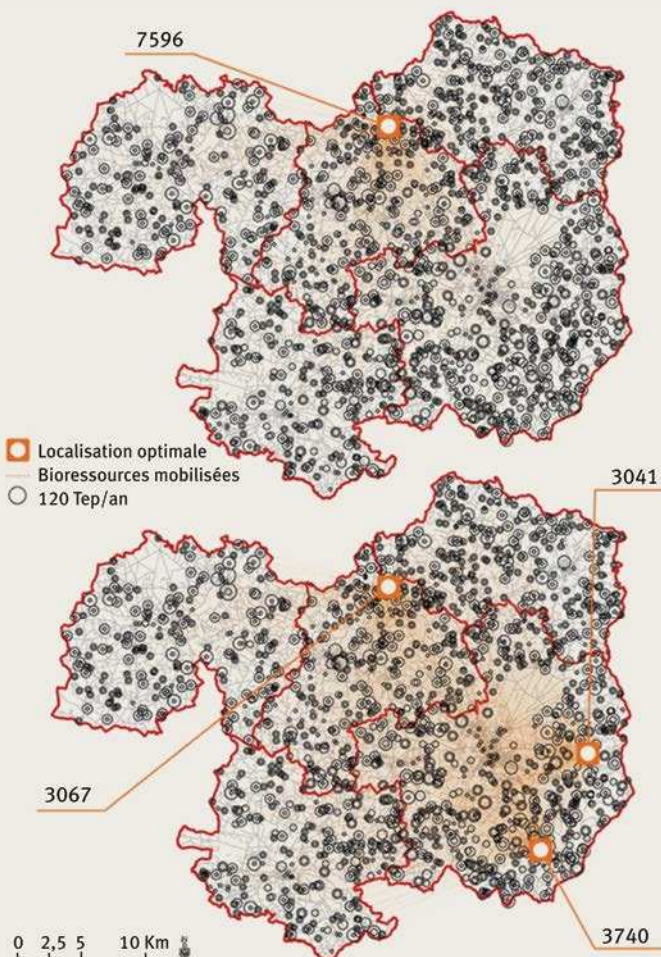 7596
Localisation optimale
Bioressources mobilisées
120 Tep/an
3041
3067
3740
0 2,5 5 10 Km